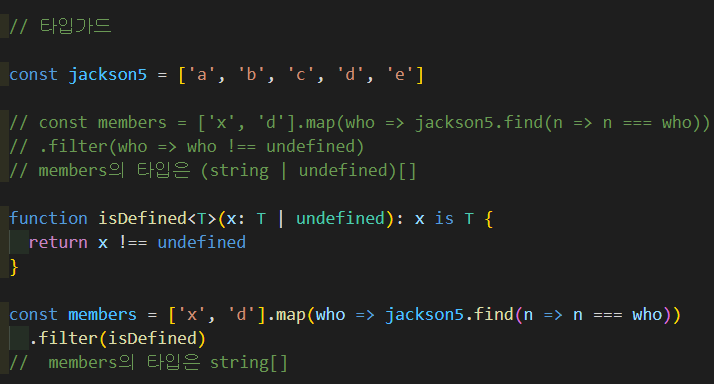 // 타입가드
const jackson5 = ['a', 'b', 'c', 'd', 'e']
// const members = ['x', 'd'].map(who => jackson5.find(n => n === who))
// .filter(who => who !== undefined)
// members의 타입은 (string | undefined)[]
function isDefined<T>(x: T | undefined): x is T {
  return x !== undefined
}
const members = ['x', 'd'].map(who => jackson5.find(n => n === who))
  .filter(isDefined)
//  members의 타입은 string[]